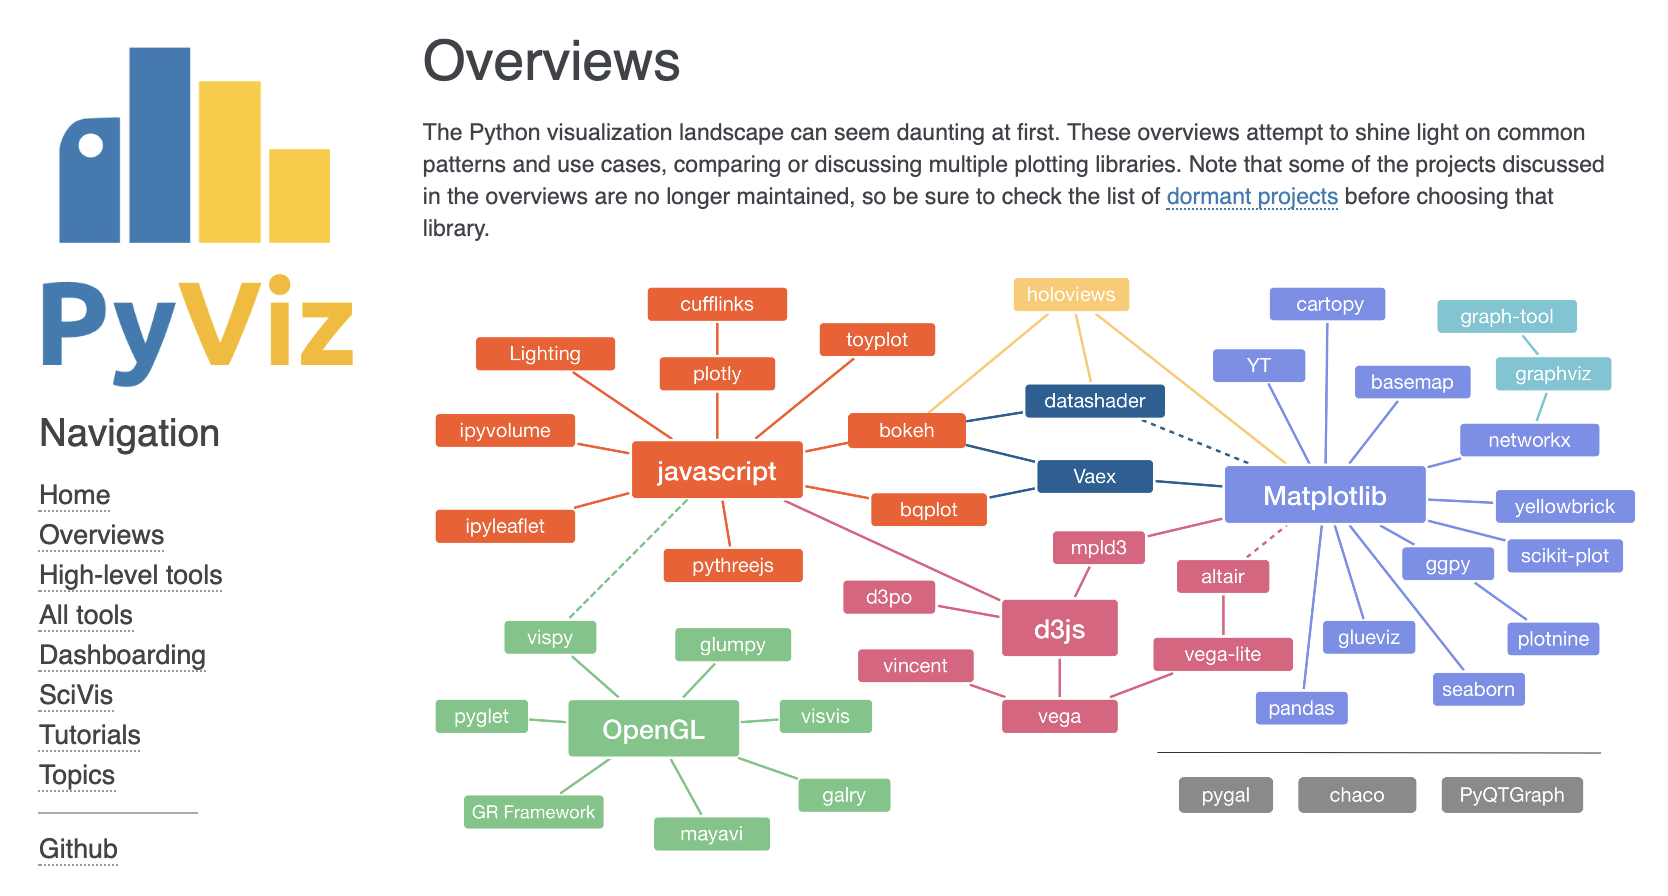 PyViz
Navigation
Home
Overviews
High-level tools
All tools
Dashboarding
SciVis
Tutorials
Topics
Github
Overviews
The Python visualization landscape can seem daunting at first. These overviews attempt to shine light on common
patterns and use cases, comparing or discussing multiple plotting libraries. Note that some of the projects discussed
in the overviews are no longer maintained, so be sure to check the list of dormant projects before choosing that
library.
holoviews
cufflinks
cartopy
graph-tool
toyplot
Lighting
YT
plotly
graphviz
basemap
datashader
ipyvolume
bokeh
networkx
javascript
Vaex
Matplotlib
bqplot
yellowbrick
ipyleaflet
mpld3
scikit-plot
pythreejs
ggpy
altair
d3po
d3js
vispy
glueviz
plotnine
glumpy
vega-lite
vincent
seaborn
pandas
pyglet
OpenGL
visvis
vega
galry
pygal
chaco
PyQTGraph
GR Framework
mayavi